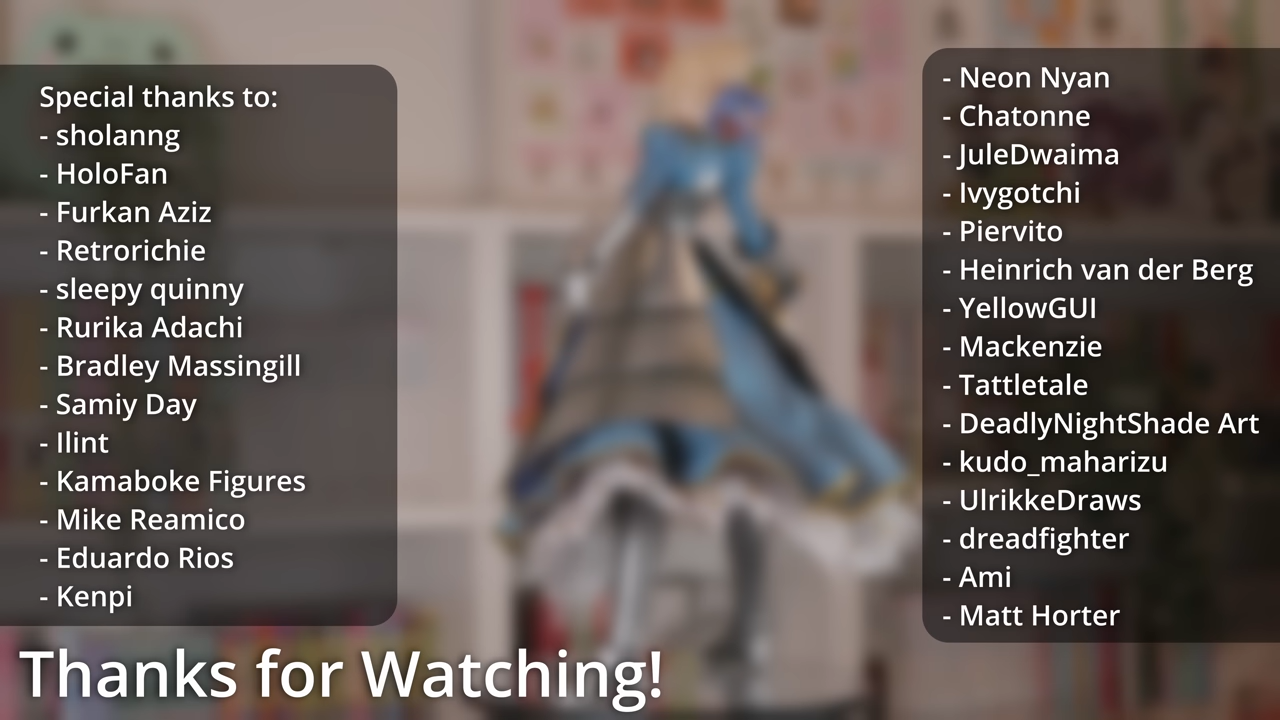 Special thanks to:
- sholanng
- HoloFan
- Furkan Aziz
- Retrorichie
- sleepy quinny
- Rurika Adachi
- Bradley Massingill
- Samiy Day
- Ilint
- Kamaboke Figures
- Mike Reamico
- Eduardo Rios
- Kenpi
- Neon Nyan
- Chatonne
- JuleDwaima
- Ivygotchi
- Piervito
- Heinrich van der Berg
- YellowGUI
- Mackenzie
- Tattletale
- DeadlyNightShade Art
- kudo_maharizu
- UlrikkeDraws
- dreadfighter
- Ami
- Matt Horter
Thanks for Watching!